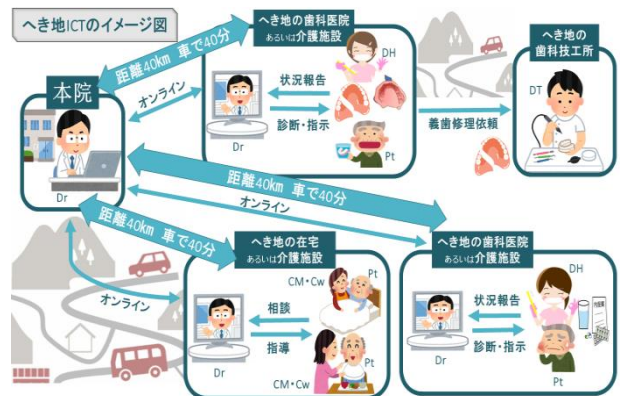 へき地ICTのイメージ図
距離40km 車で40分
へき地の歯科医院
あるいは介護施設
へき地の
歯科技工所
本院
オンライン
DH
状況報告
診断・指示
Dr
Pt
義歯修理依頼
DT
Dr
距離40km 車で40分
オンライン
距離40km 車で40分
オンライン
へき地の在宅
あるいは介護施設
CM・Cw
Pt
相談
指導
Dr
Pt
CM・Cw
へき地の歯科医院
あるいは介護施設
DH
状況報告
診断・指示
Dr
Pt